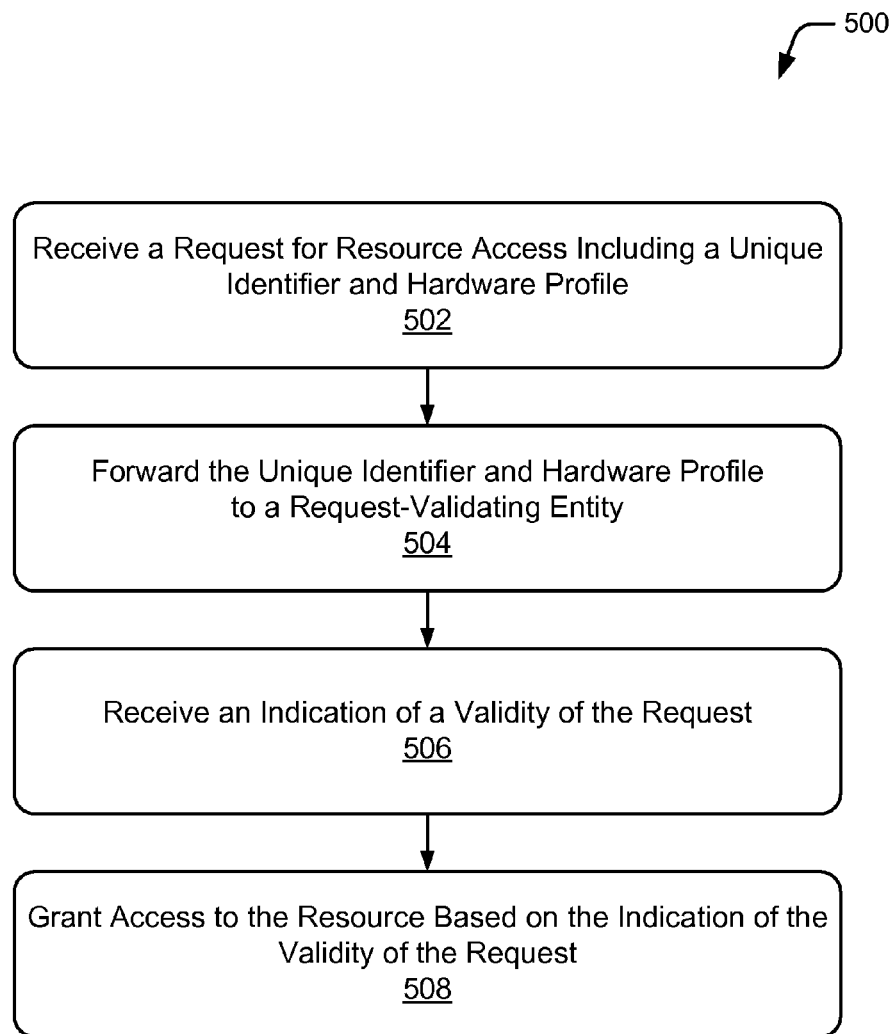 500
Receive a Request for Resource Access Including a Unique
Identifier and Hardware Profile
502
Forward the Unique Identifier and Hardware Profile
to a Request-Validating Entity
504
Receive an Indication of a Validity of the Request
506
Grant Access to the Resource Based on the Indication of the
Validity of the Request
508